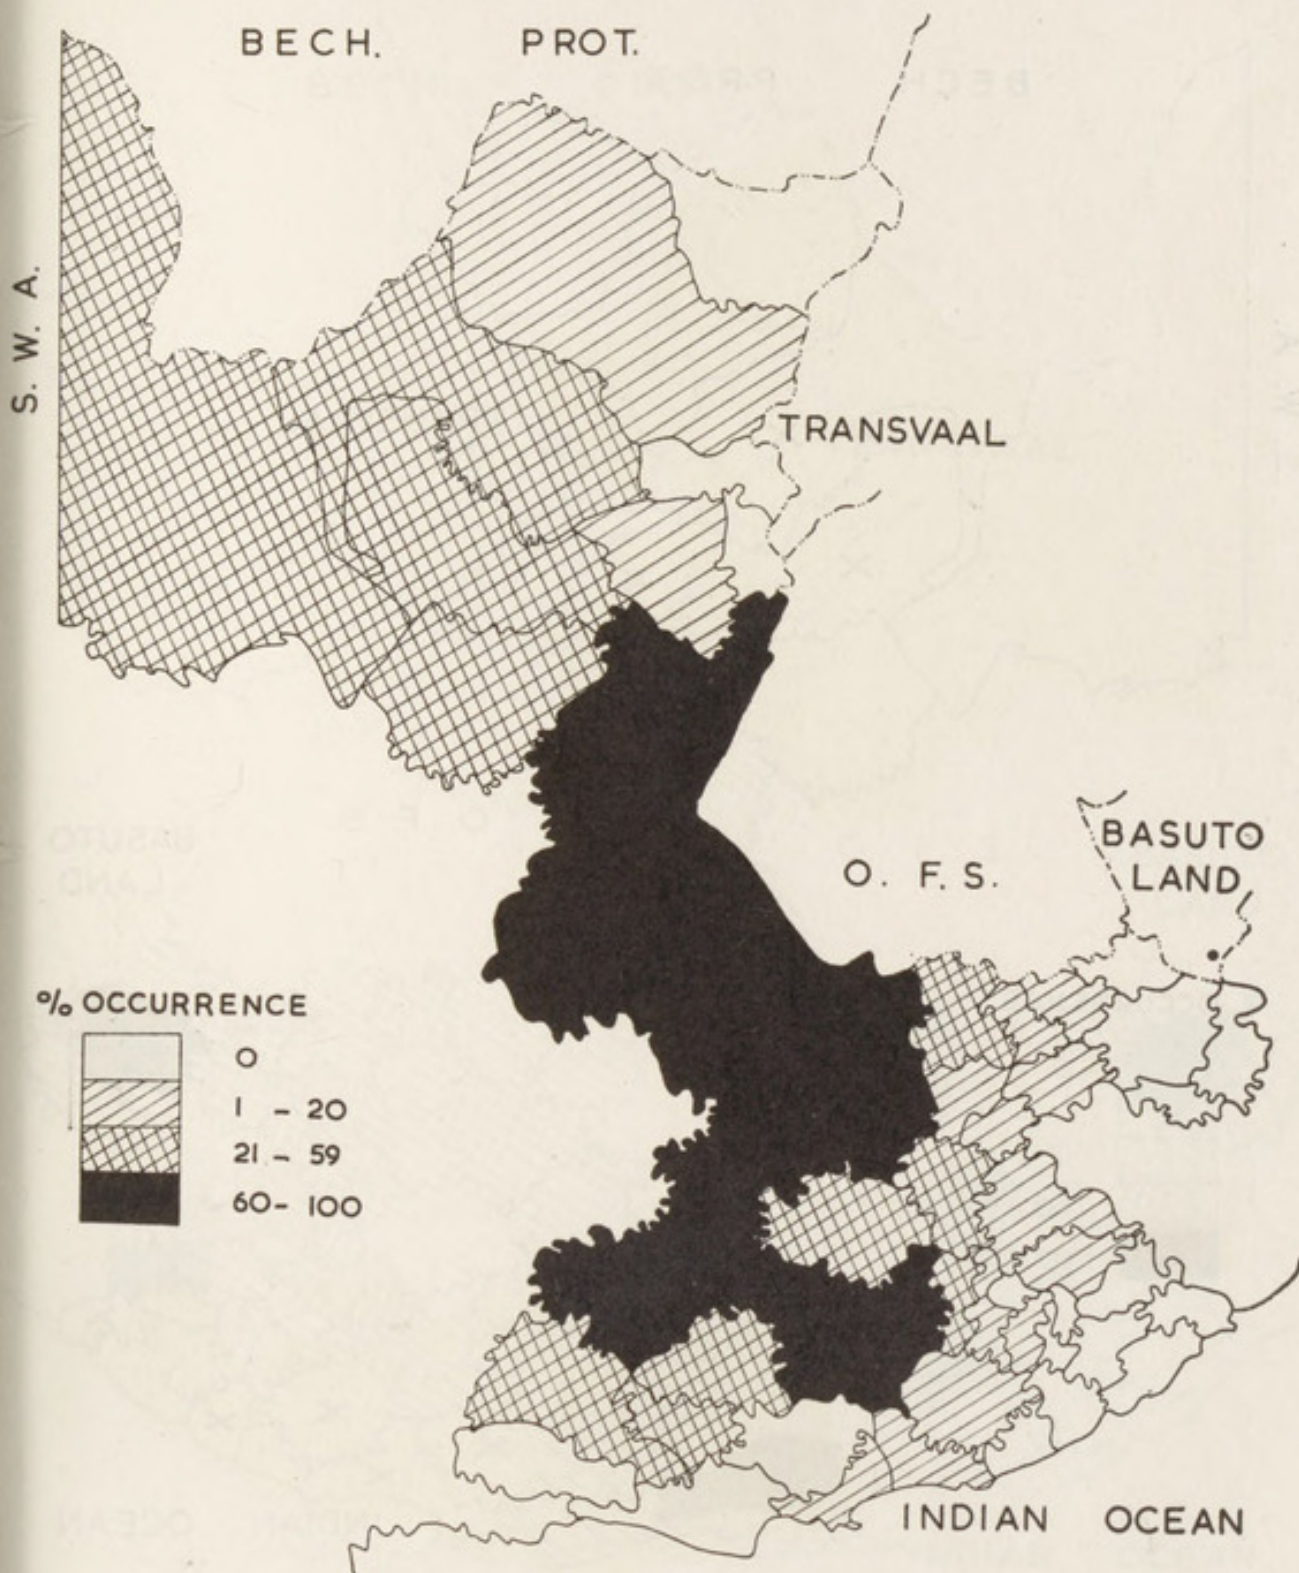 BECH. PROT.
S. W. A.
TRANSVAAL
BASUTO
LAND
O. F. S.
% OCCURRENCE
0
1 - 20
21 - 59
60 - 100
INDIAN OCEAN